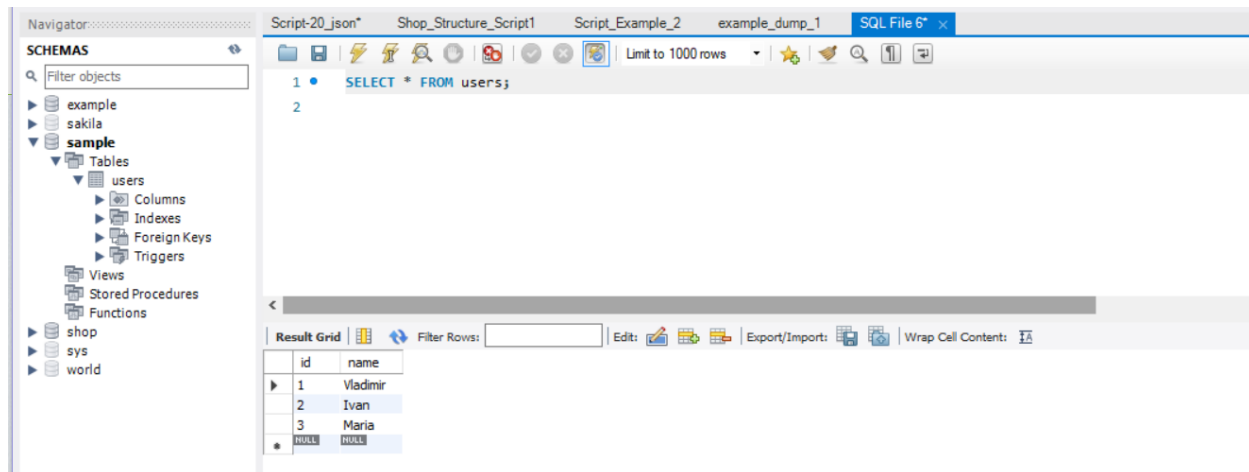 Navigator
SCHEMAS
Filter objects
example
sakila
sample
Tables
users
Columns
Indexes
Foreign Keys
Triggers
Views
Stored Procedures
Functions
shop
sys
world
Script-20_json* Shop_Structure_Script1 Script_Example_2 example_dump_1 SQL File 6*
Limit to 1000 rows
1 SELECT * FROM users;
2
Result Grid Filter Rows: Edit: Export/Import: Wrap Cell Content:
id name
1 Vladimir
2 Ivan
3 Maria
NULL NULL